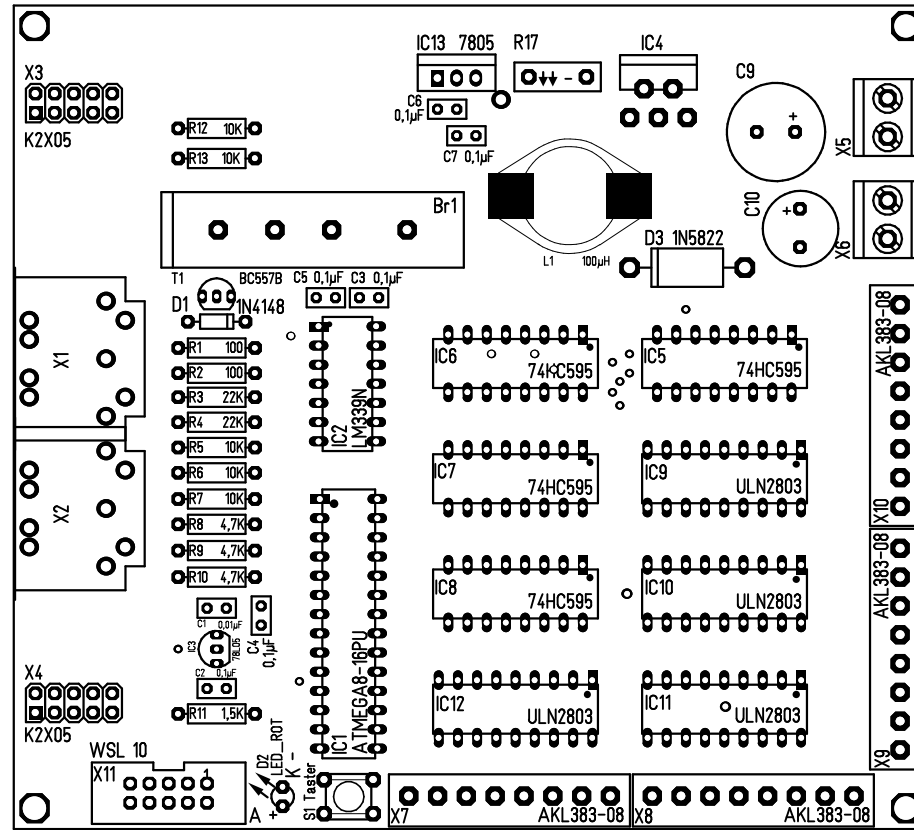 IC13 7805
R17
IC4
X3
C9
C6
0,1µF
K2X05
R12 10K
+
X5
R13 10K
C7 0,1µF
Br1
C10
+
D3 1N5822
X6
L1 100µH
T1
BC557B
C5 0,1µF
C3 0,1µF
D1
1N4148
AKL383-08
X10
X1
R1 100
R2 100
R3 22K
R4 22K
R5 10K
R6 10K
R7 10K
R8 4,7K
R9 4,7K
R10 4,7K
IC2
LM339N
IC6
IC5
74HC595
IC7
74HC595
IC9
ULN2803
X2
IC8
74HC595
IC10
ULN2803
AKL383-08
X9
C1 0,01µF
IC3
78L05
C4
0,1µF
C2 0,1µF
IC1
ATMEGA8-16PU
IC12
ULN2803
IC11
ULN2803
X4
K2X05
R11 1,5K
WSL 10
X11 1
D2
LED_ROT
K -
A +
S1 Taster
X7
AKL383-08
X8
AKL383-08